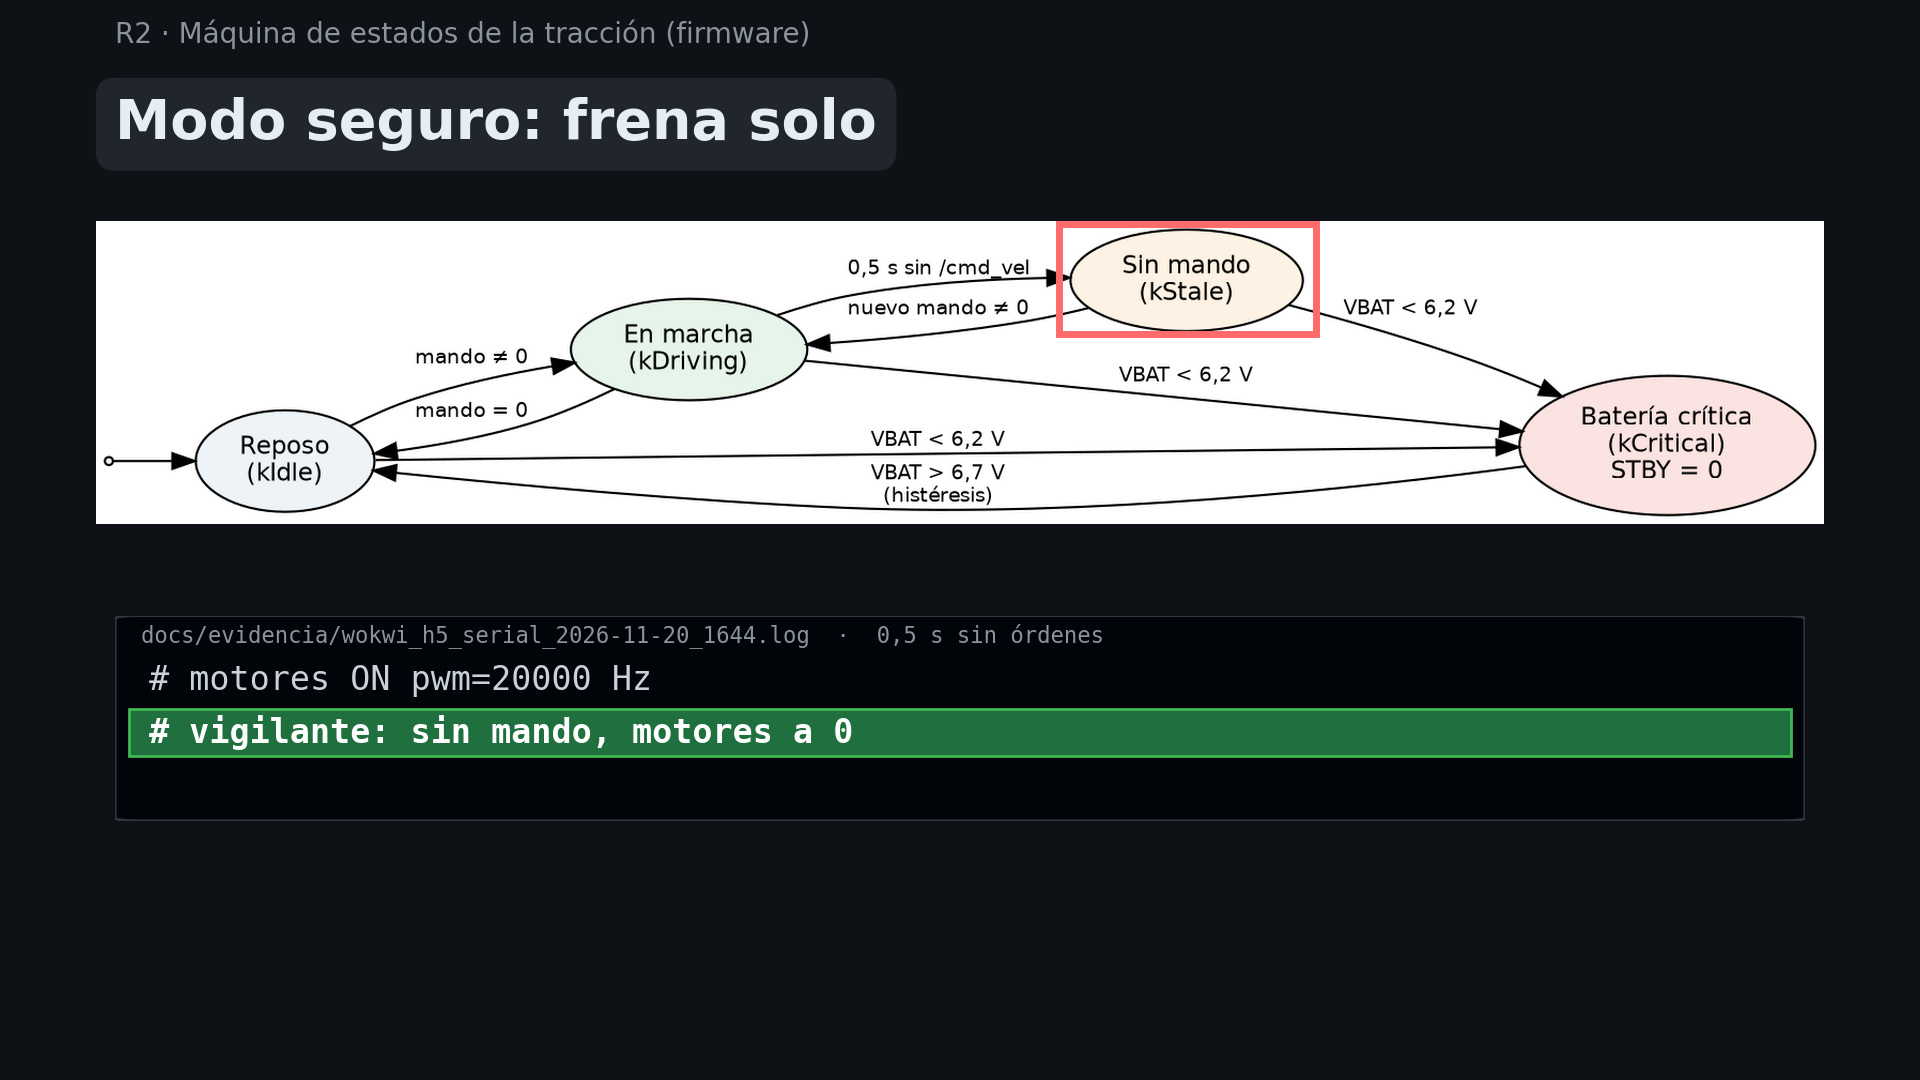 R2 · Máquina de estados de la tracción (firmware)
Modo seguro: frena solo
0,5 s sin /cmd_vel
nuevo mando ≠ 0
Sin mando
(kStale)
VBAT < 6,2 V
En marcha
(kDriving)
mando ≠ 0
mando = 0
VBAT < 6,2 V
Reposo
(kIdle)
VBAT < 6,2 V
VBAT > 6,7 V
(histéresis)
Batería crítica
(kCritical)
STBY = 0
docs/evidencia/wokwi_h5_serial_2026-11-20_1644.log · 0,5 s sin órdenes
# motores ON pwm=20000 Hz
# vigilante: sin mando, motores a 0